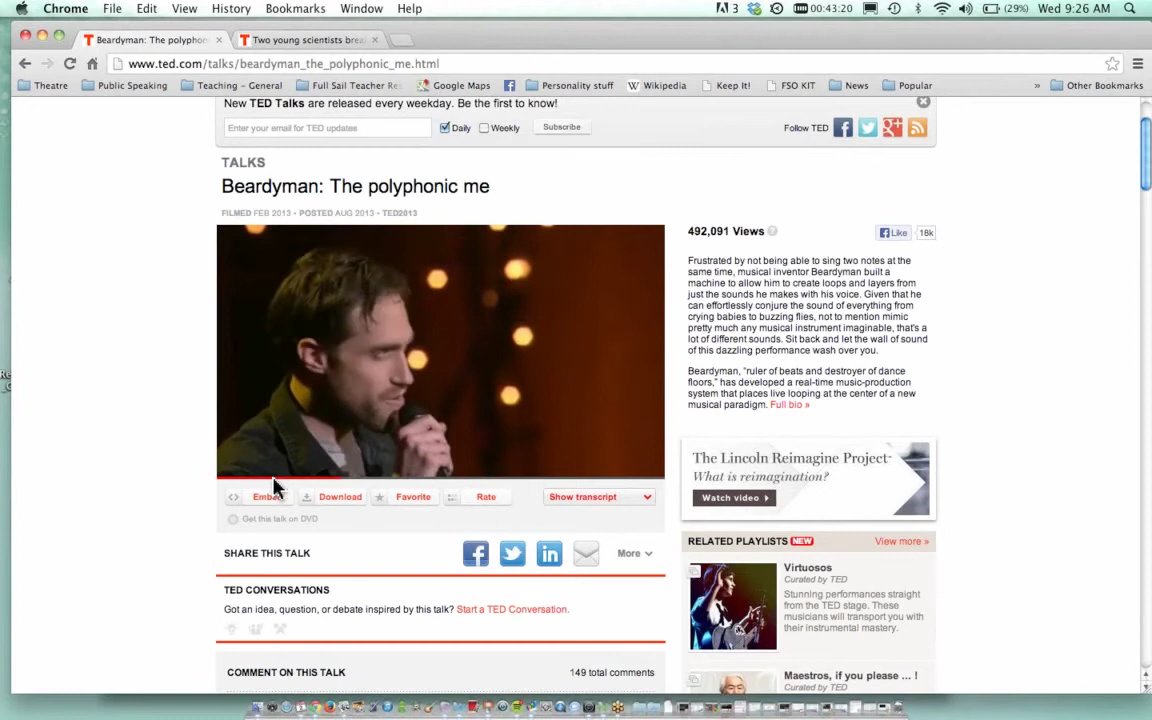 Chrome File Edit View History Bookmarks Window Help
3 00:43:20 (29%) Wed 9:26 AM
Beardyman: The polyphon
Two young scientists brea
www.ted.com/talks/beardyman_the_polyphonic_me.html
Theatre Public Speaking Teaching – General Full Sail Teacher Res Google Maps Personality stuff Wikipedia Keep It! FSO KIT News Popular » Other Bookmarks
New TED Talks are released every weekday. Be the first to know!
Enter your email for TED updates Daily Weekly Subscribe
Follow TED
TALKS
Beardyman: The polyphonic me
FILMED FEB 2013 • POSTED AUG 2013 • TED2013
492,091 Views ?
Like 18k
Frustrated by not being able to sing two notes at the
same time, musical inventor Beardyman built a
machine to allow him to create loops and layers from
just the sounds he makes with his voice. Given that he
can effortlessly conjure the sound of everything from
crying babies to buzzing flies, not to mention mimic
pretty much any musical instrument imaginable, that's a
lot of different sounds. Sit back and let the wall of sound
of this dazzling performance wash over you.
Beardyman, "ruler of beats and destroyer of dance
floors," has developed a real-time music-production
system that places live looping at the center of a new
musical paradigm. Full bio »
The Lincoln Reimagine Project
What is reimagination?
Watch video
Embed Download Favorite Rate Show transcript
Get this talk on DVD
SHARE THIS TALK
More
TED CONVERSATIONS
Got an idea, question, or debate inspired by this talk? Start a TED Conversation.
COMMENT ON THIS TALK 149 total comments
RELATED PLAYLISTS NEW View more »
Virtuosos
Curated by TED
Stunning performances straight
from the TED stage. These
musicians will transport you with
their instrumental mastery.
Maestros, if you please ... !
Curated by TED